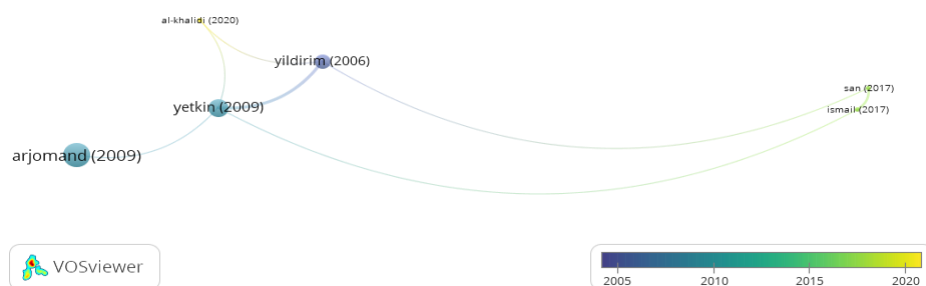 al-khalidi (2020)
yildirim (2006)
san (2017)
yetkin (2009)
ismail (2017)
arjomand (2009)
VOSviewer
2005 2010 2015 2020